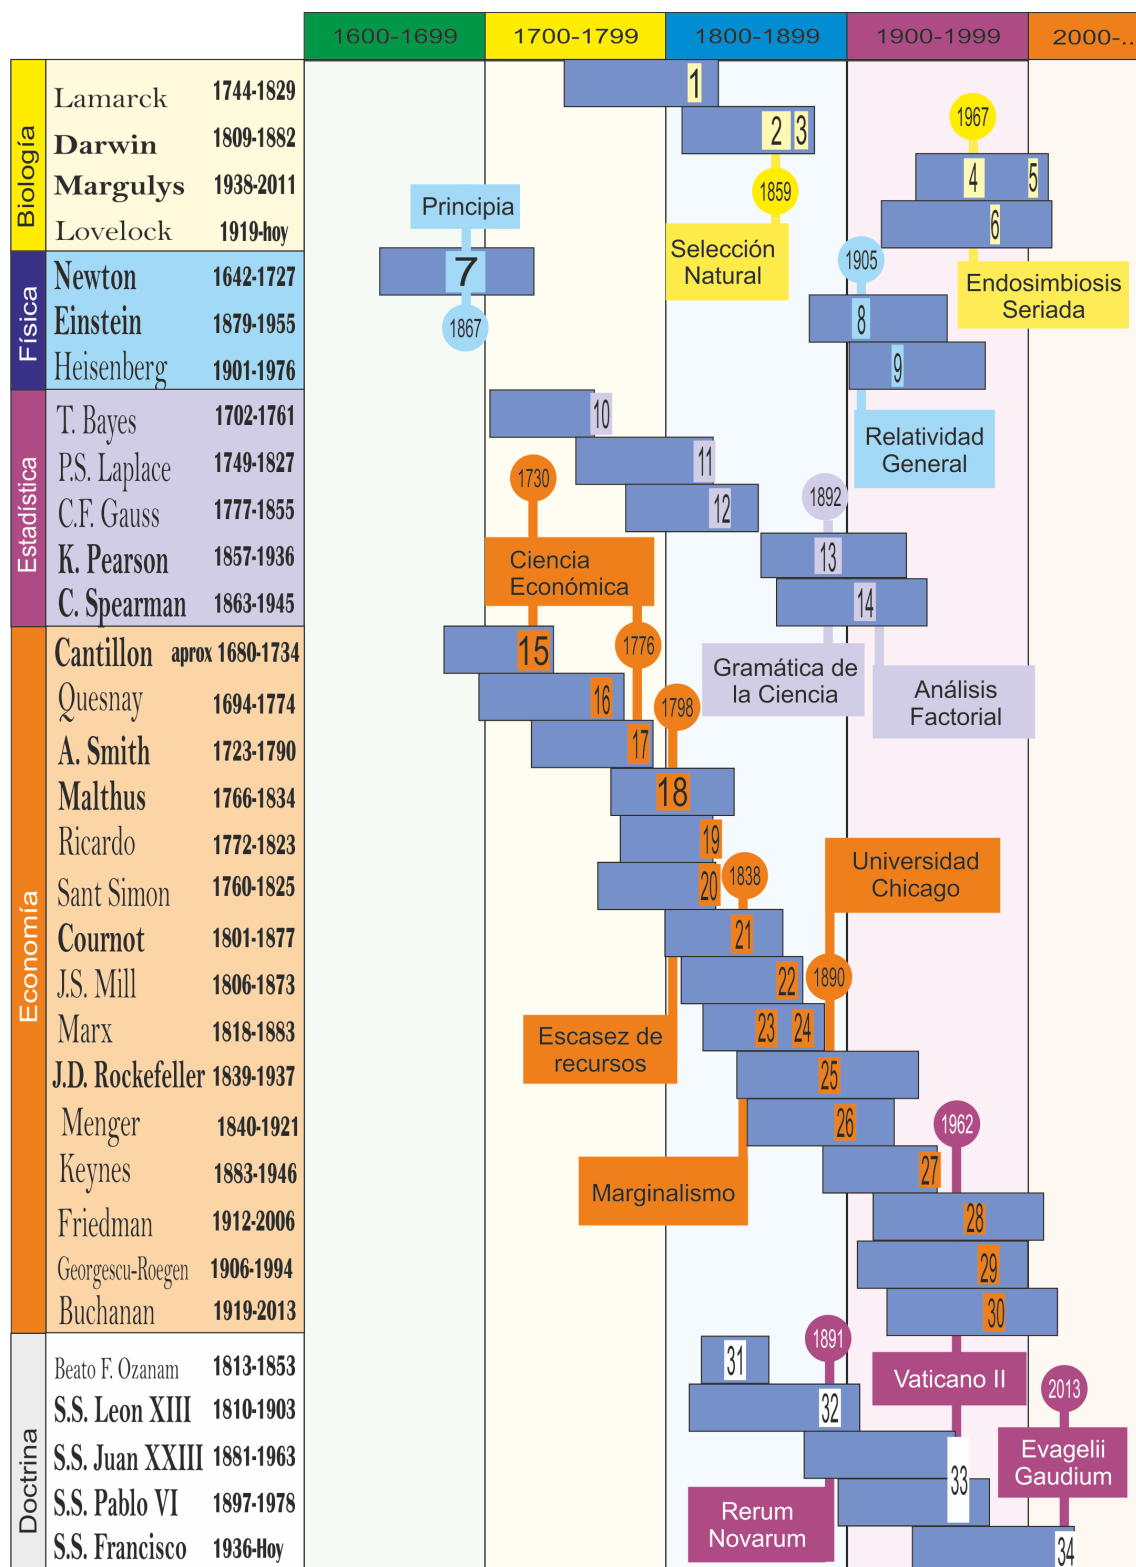 1600-1699
1700-1799
1800-1899
1900-1999
2000-..
Biología
Lamarck 1744-1829
1
Darwin 1809-1882
2 3
1967
Margulys 1938-2011
4 5
1859
Principia
Lovelock 1919-hoy
6
Selección
Natural
1905
Endosimbiosis
Seriada
Física
Newton 1642-1727
7
1867
Einstein 1879-1955
8
Heisenberg 1901-1976
9
Relatividad
General
Estadística
T. Bayes 1702-1761
10
P.S. Laplace 1749-1827
11
1730
C.F. Gauss 1777-1855
12
1892
K. Pearson 1857-1936
13
Ciencia
Económica
C. Spearman 1863-1945
14
Economía
Cantillon aprox 1680-1734
15
1776
Gramática de
la Ciencia
Análisis
Factorial
Quesnay 1694-1774
16
1798
A. Smith 1723-1790
17
Malthus 1766-1834
18
Ricardo 1772-1823
19
Universidad
Chicago
Sant Simon 1760-1825
20
1838
Cournot 1801-1877
21
J.S. Mill 1806-1873
22
1890
Marx 1818-1883
23 24
Escasez de
recursos
J.D. Rockefeller 1839-1937
25
Menger 1840-1921
26
1962
Keynes 1883-1946
27
Marginalismo
Friedman 1912-2006
28
Georgescu-Roegen 1906-1994
29
Buchanan 1919-2013
30
1891
Doctrina
Beato F. Ozanam 1813-1853
31
Vaticano II
2013
S.S. Leon XIII 1810-1903
32
S.S. Juan XXIII 1881-1963
33
Evagelii
Gaudium
S.S. Pablo VI 1897-1978
Rerum
Novarum
S.S. Francisco 1936-Hoy
34